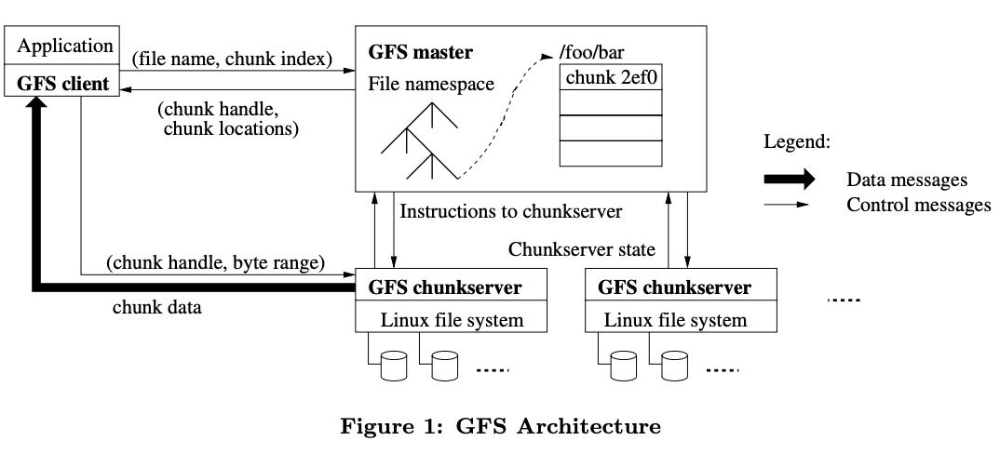 Application
GFS client
(file name, chunk index)
(chunk handle,
chunk locations)
GFS master
File namespace
/foo/bar
chunk 2ef0
Legend:
Data messages
Control messages
Instructions to chunkserver
Chunkserver state
(chunk handle, byte range)
chunk data
GFS chunkserver
Linux file system
GFS chunkserver
Linux file system
Figure 1: GFS Architecture